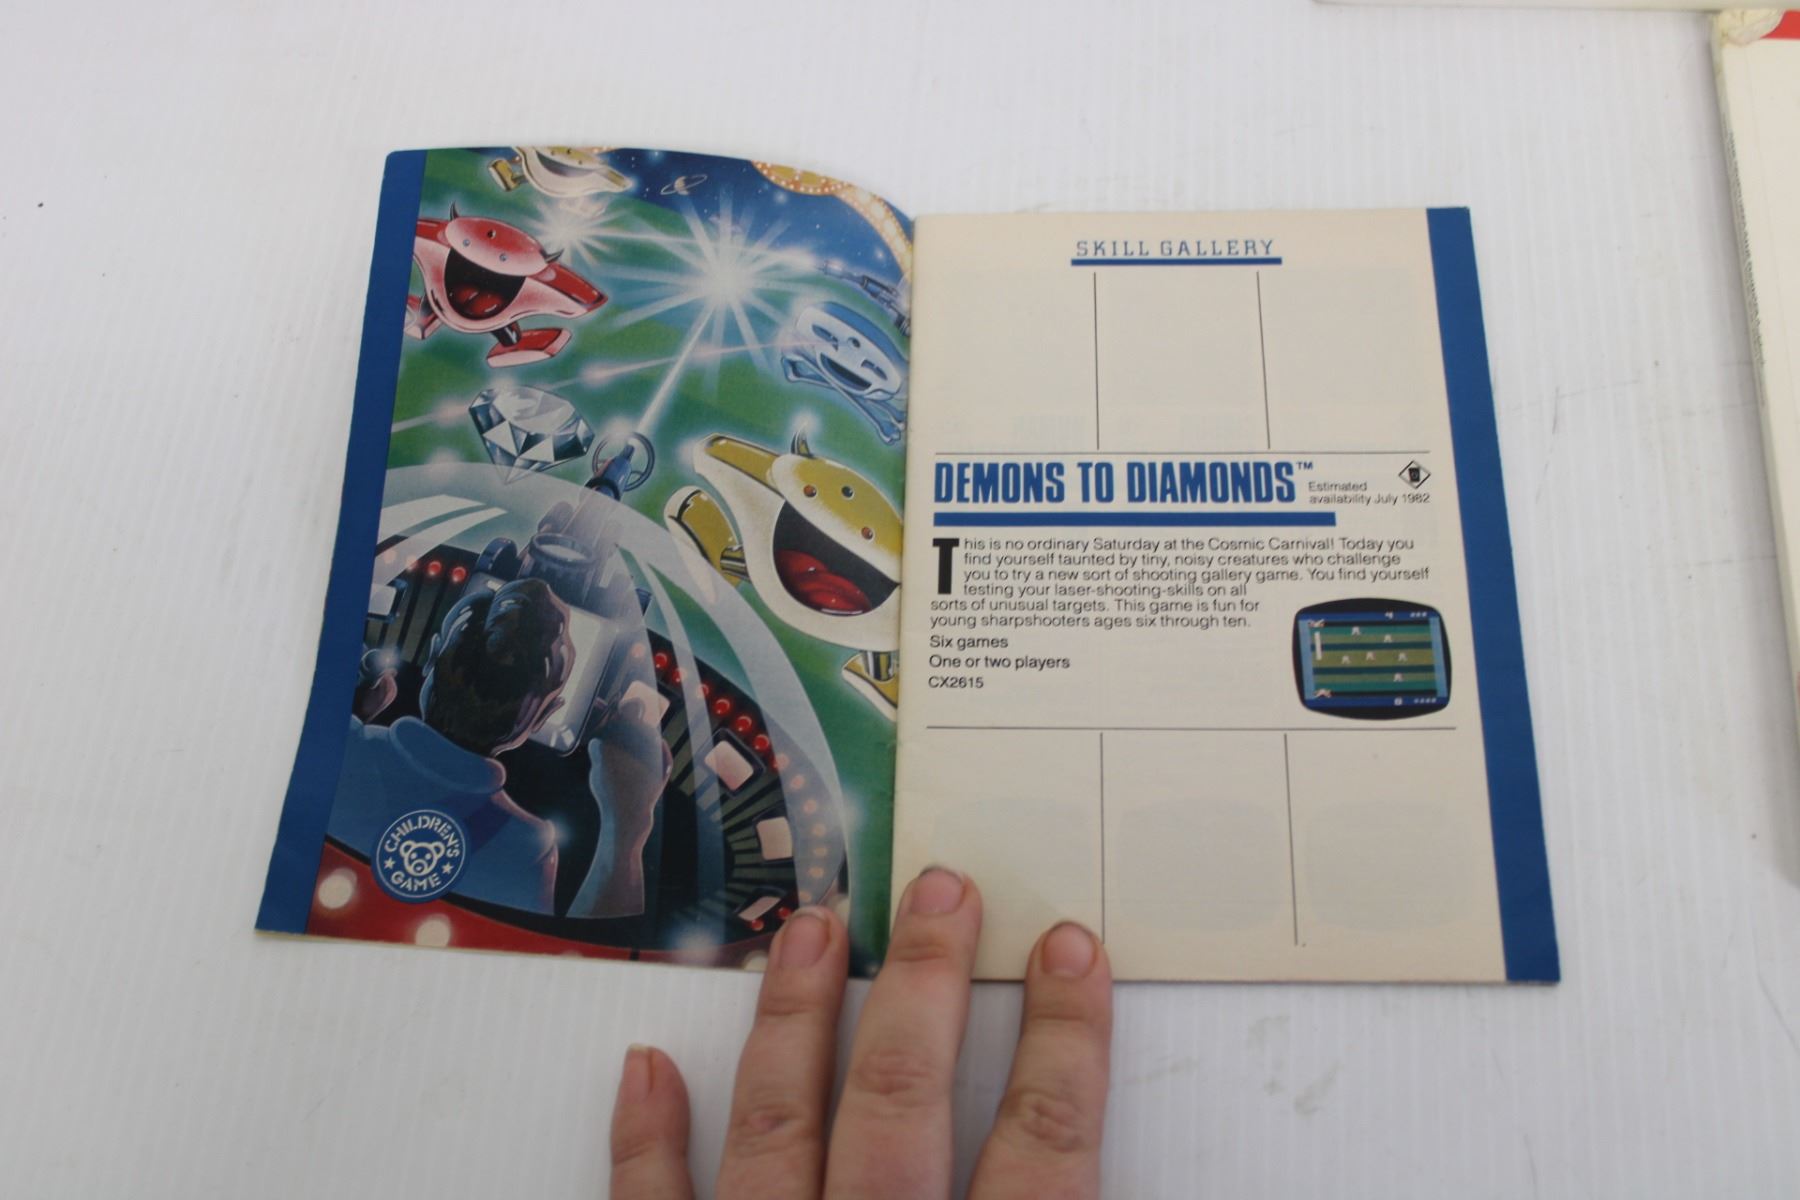 CHILDREN'S
GAME
SKILL GALLERY
DEMONS TO DIAMONDS™
Estimated
availability July 1982
This is no ordinary Saturday at the Cosmic Carnival! Today you
find yourself taunted by tiny, noisy creatures who challenge
you to try a new sort of shooting gallery game. You find yourself
testing your laser-shooting-skills on all
sorts of unusual targets. This game is fun for
young sharpshooters ages six through ten.
Six games
One or two players
CX2615